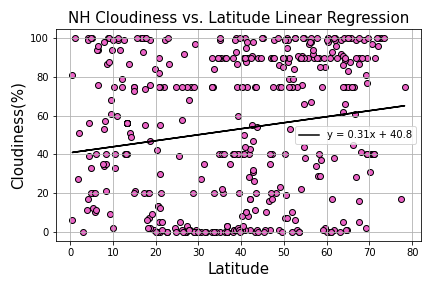 NH Cloudiness vs. Latitude Linear Regression
Cloudiness(%)
100
80
60
40
20
0
y = 0.31x + 40.8
0 10 20 30 40 50 60 70 80
Latitude